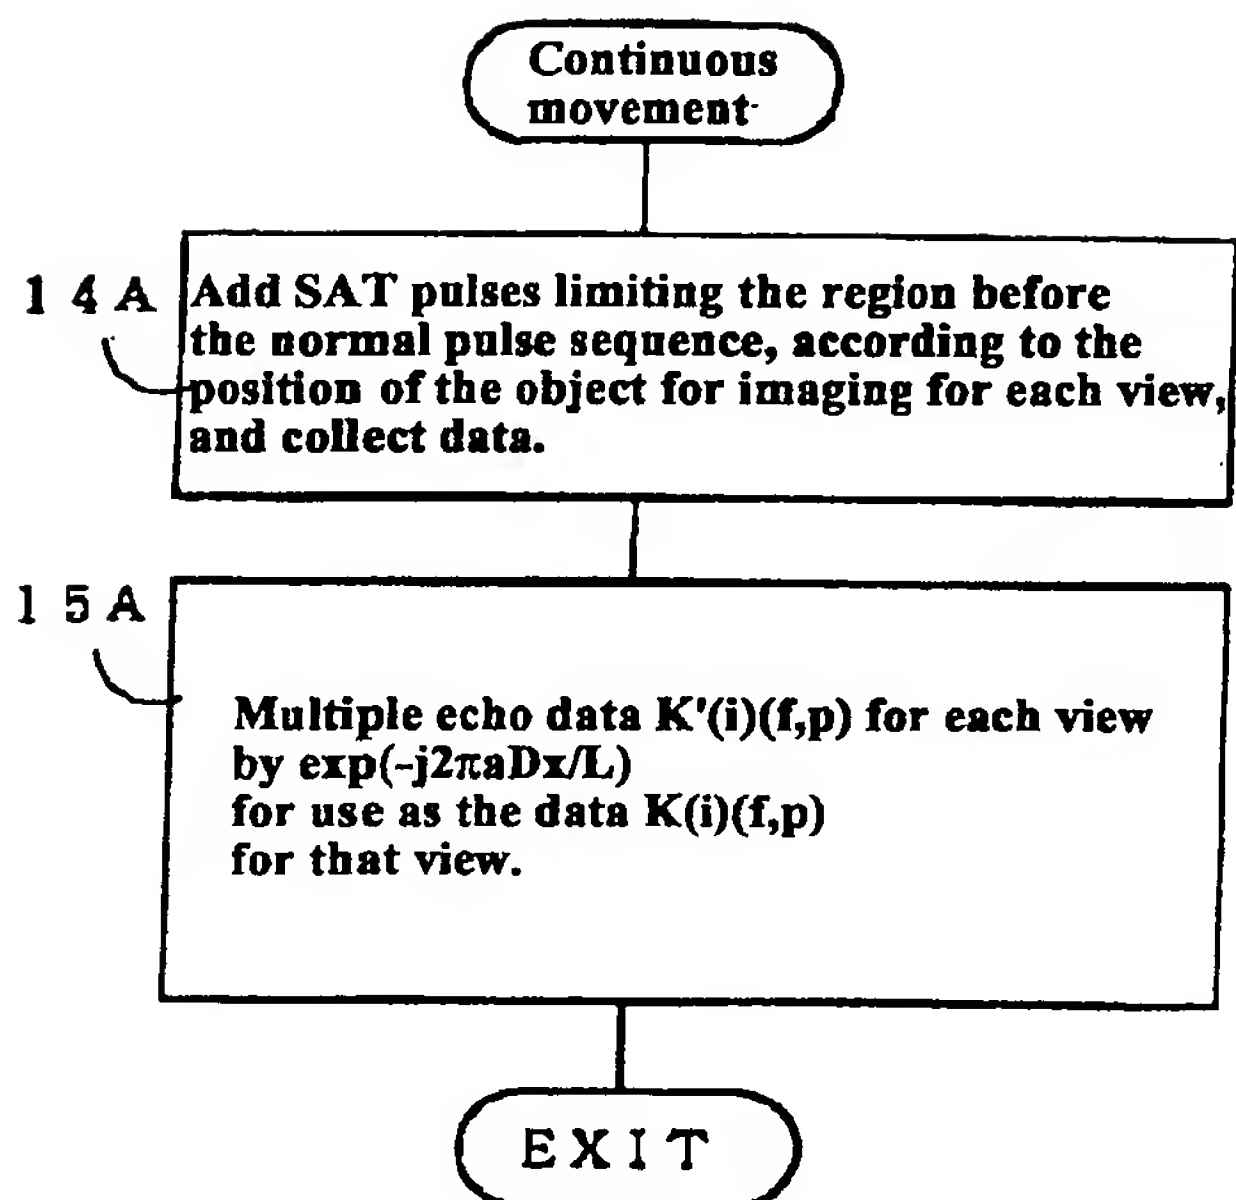 Continuous
movement
14A
Add SAT pulses limiting the region before
the normal pulse sequence, according to the
position of the object for imaging for each view,
and collect data.
15A
Multiple echo data K'(i)(f,p) for each view
by exp(-j2πaDx/L)
for use as the data K(i)(f,p)
for that view.
EXIT